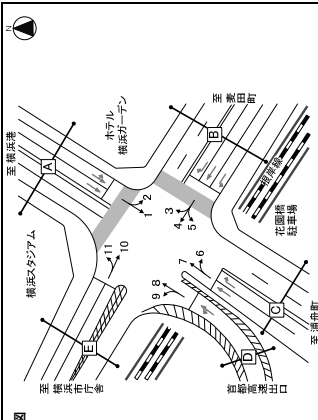 N
至横浜港
A
横浜スタジアム
ホテル
横浜ガーデン
至麦田町
B
根岸線
花園橋
駐車場
1
2
3
4
5
6
7
8
9
10
11
C
至浦舟町
D
首都高速出口
E
至横浜市庁舎
図